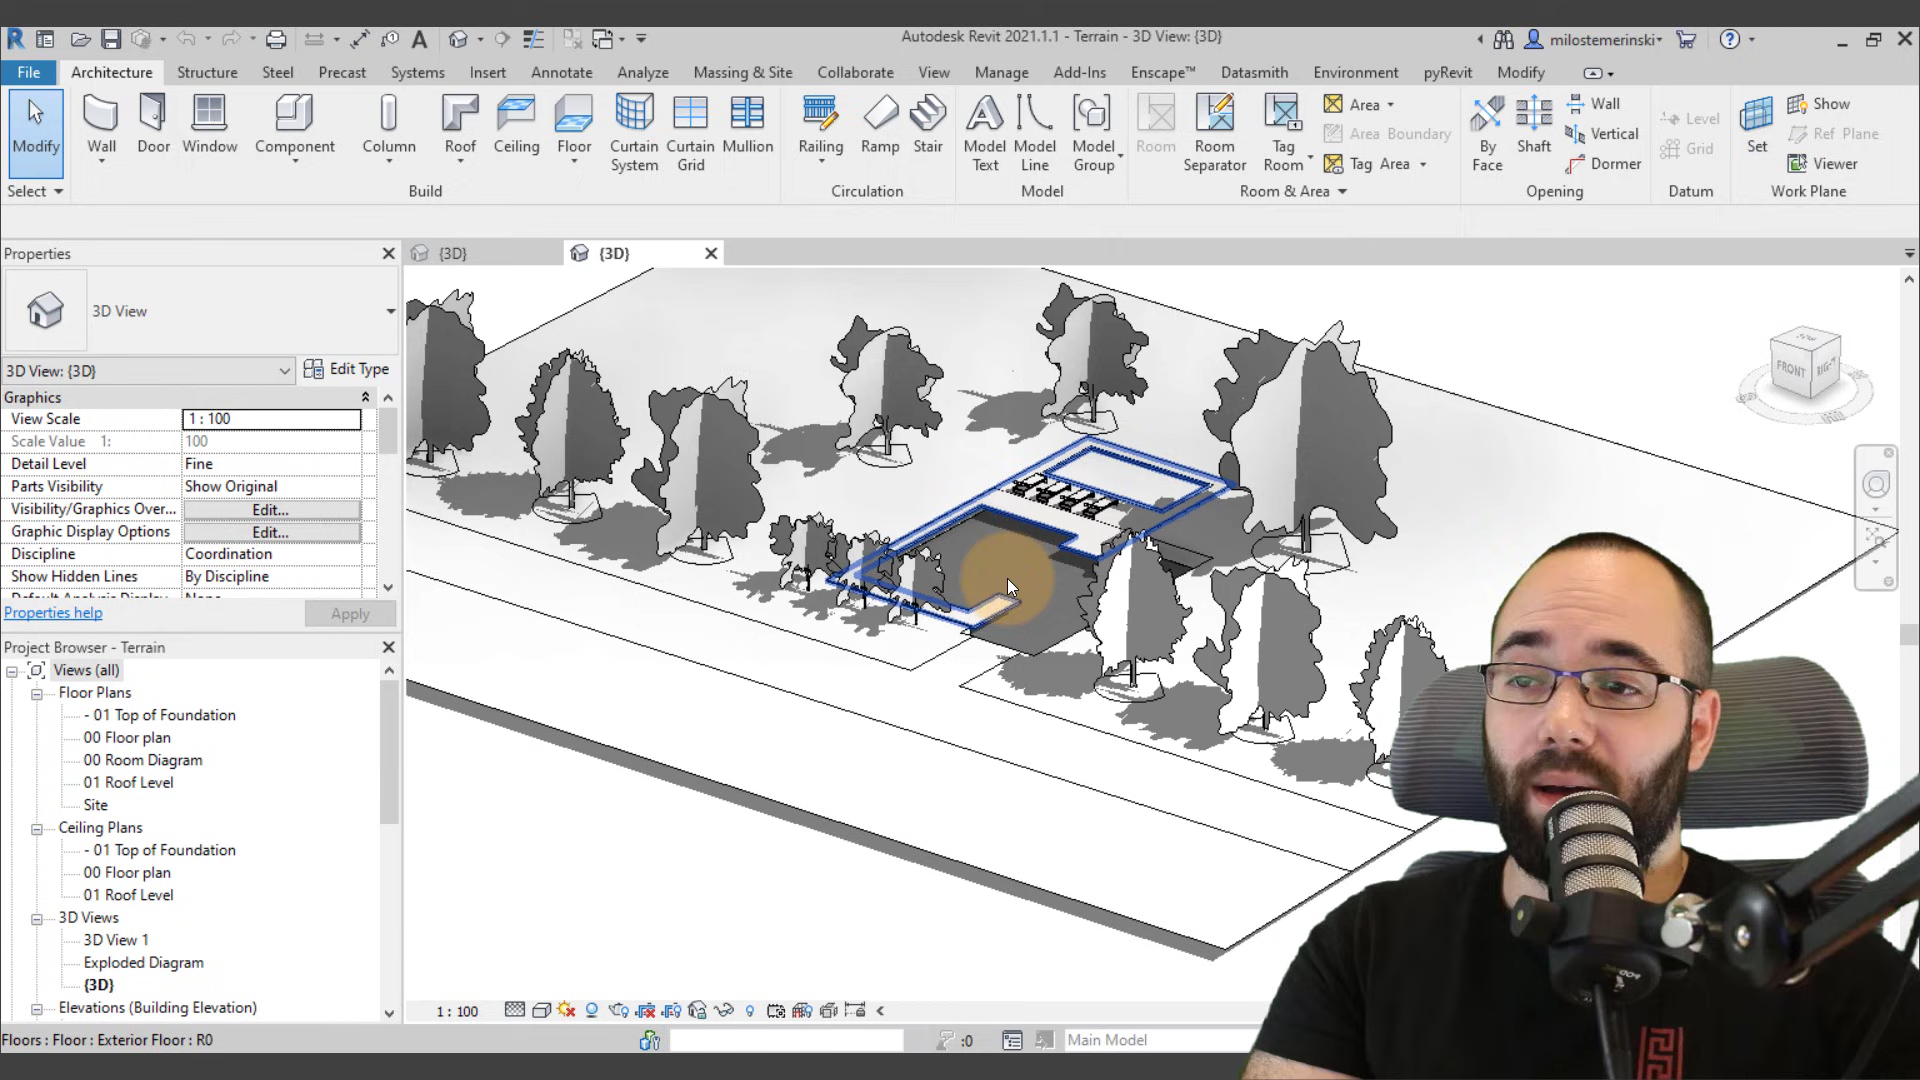 Autodesk Revit 2021.1.1 - Terrain - 3D View: {3D}
milostemerinski
File Architecture Structure Steel Precast Systems Insert Annotate Analyze Massing & Site Collaborate View Manage Add-Ins Enscape™ Datasmith Environment pyRevit Modify
Modify Wall Door Window Component Column Roof Ceiling Floor Curtain System Curtain Grid Mullion Railing Ramp Stair Model Text Model Line Model Group Room Room Separator Tag Room
Area
Area Boundary
Tag Area
By Face Shaft
Wall
Vertical
Dormer
Level
Grid
Set
Show
Ref Plane
Viewer
Select Build Circulation Model Room & Area Opening Datum Work Plane
Properties
{3D} {3D}
3D View
3D View: {3D} Edit Type
Graphics
View Scale 1 : 100
Scale Value 1: 100
Detail Level Fine
Parts Visibility Show Original
Visibility/Graphics Over... Edit...
Graphic Display Options Edit...
Discipline Coordination
Show Hidden Lines By Discipline
Properties help Apply
Project Browser - Terrain
Views (all)
Floor Plans
- 01 Top of Foundation
00 Floor plan
00 Room Diagram
01 Roof Level
Site
Ceiling Plans
- 01 Top of Foundation
00 Floor plan
01 Roof Level
3D Views
3D View 1
Exploded Diagram
{3D}
Elevations (Building Elevation)
FRONT
1 : 100
Floors : Floor : Exterior Floor : R0
:0
Main Model